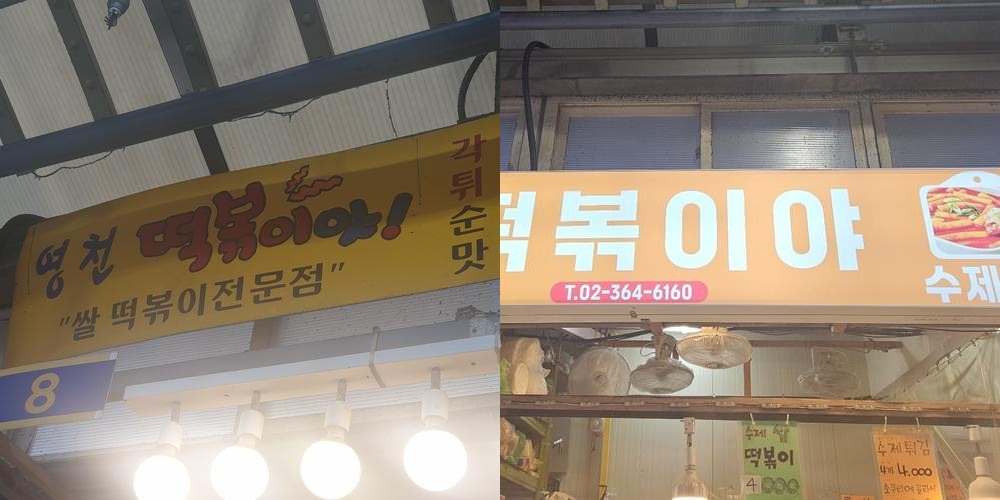 영천 떡볶이야!
"쌀 떡볶이전문점"
각
튀
순
맛
8
떡볶이야
T.02-364-6160
수제
수제 쌀
떡볶이
4000
수제 튀김
4개 4.000